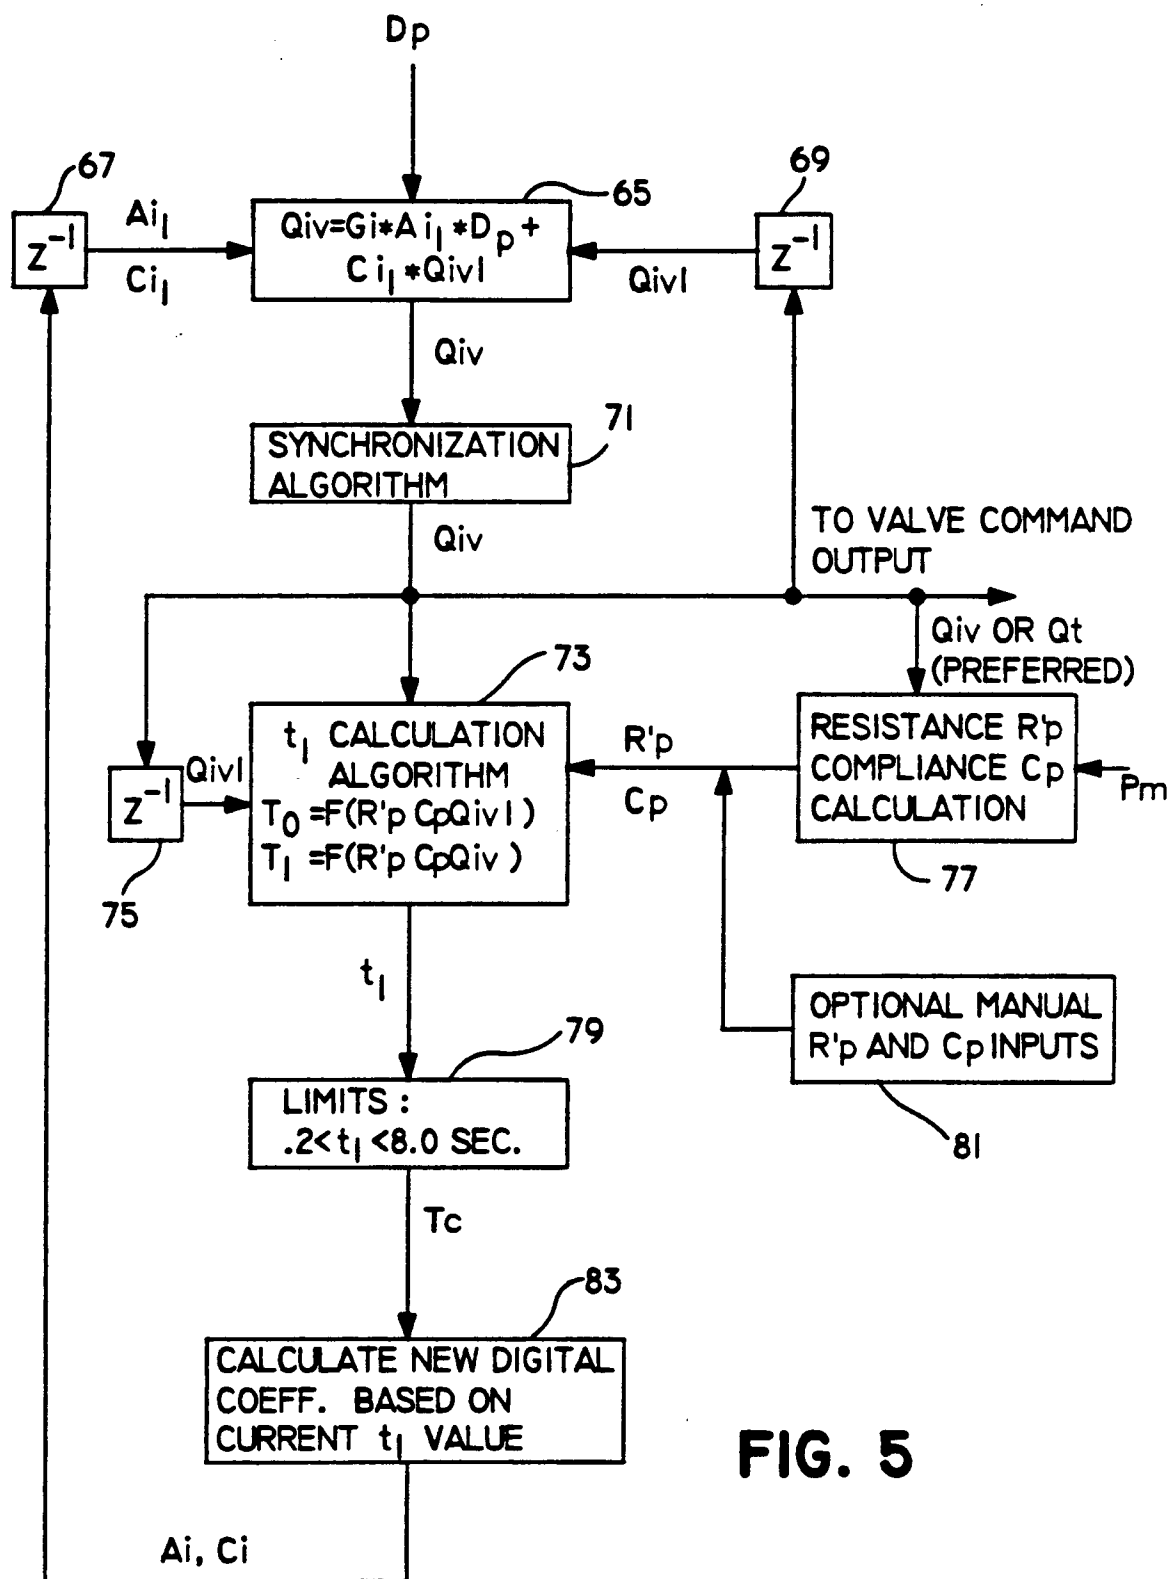 Dp
67
69
65
Ai1
Qiv=Gi*Ai1*Dp+
Z-1
Z-1
Ci1*Qiv1
Ci1
Qiv1
Qiv
71
SYNCHRONIZATION
ALGORITHM
Qiv
TO VALVE COMMAND
OUTPUT
Qiv OR Qt
(PREFERRED)
73
t1 CALCULATION
ALGORITHM
T0=F(R'p CpQiv1)
T1=F(R'p CpQiv)
R'p
Cp
RESISTANCE R'p
COMPLIANCE Cp
CALCULATION
Pm
Qiv1
Z-1
75
77
t1
79
OPTIONAL MANUAL
R'p AND Cp INPUTS
81
LIMITS:
.2<t1<8.0 SEC.
Tc
83
CALCULATE NEW DIGITAL
COEFF. BASED ON
CURRENT t1 VALUE
FIG. 5
Ai, Ci